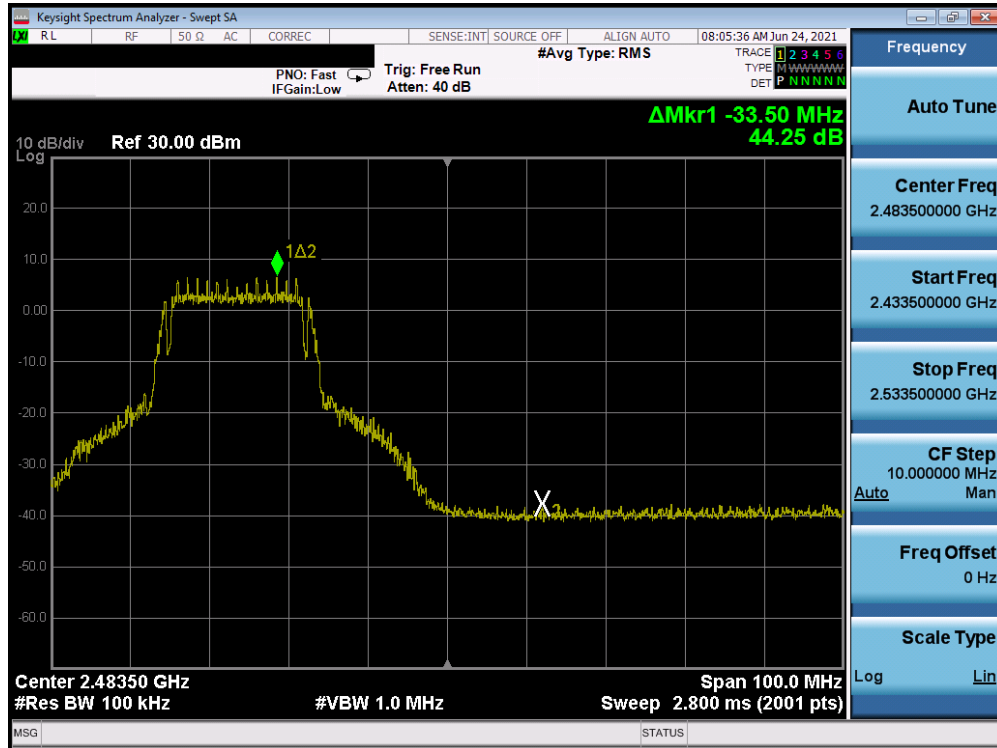 Keysight Spectrum Analyzer - Swept SA
LXI RL RF 50 Ω AC CORREC SENSE:INT SOURCE OFF ALIGN AUTO 08:05:36 AM Jun 24, 2021
#Avg Type: RMS
PNO: Fast
IFGain:Low
Trig: Free Run
Atten: 40 dB
TRACE 1 2 3 4 5 6
TYPE M WWWWW
DET P N N N N N
ΔMkr1 -33.50 MHz
44.25 dB
10 dB/div
Log
Ref 30.00 dBm
20.0
10.0
0.00
-10.0
-20.0
-30.0
-40.0
-50.0
-60.0
1Δ2
X2
Center 2.48350 GHz
Span 100.0 MHz
#Res BW 100 kHz
#VBW 1.0 MHz
Sweep 2.800 ms (2001 pts)
MSG
STATUS
Frequency
Auto Tune
Center Freq
2.483500000 GHz
Start Freq
2.433500000 GHz
Stop Freq
2.533500000 GHz
CF Step
10.000000 MHz
Auto Man
Freq Offset
0 Hz
Scale Type
Log Lin